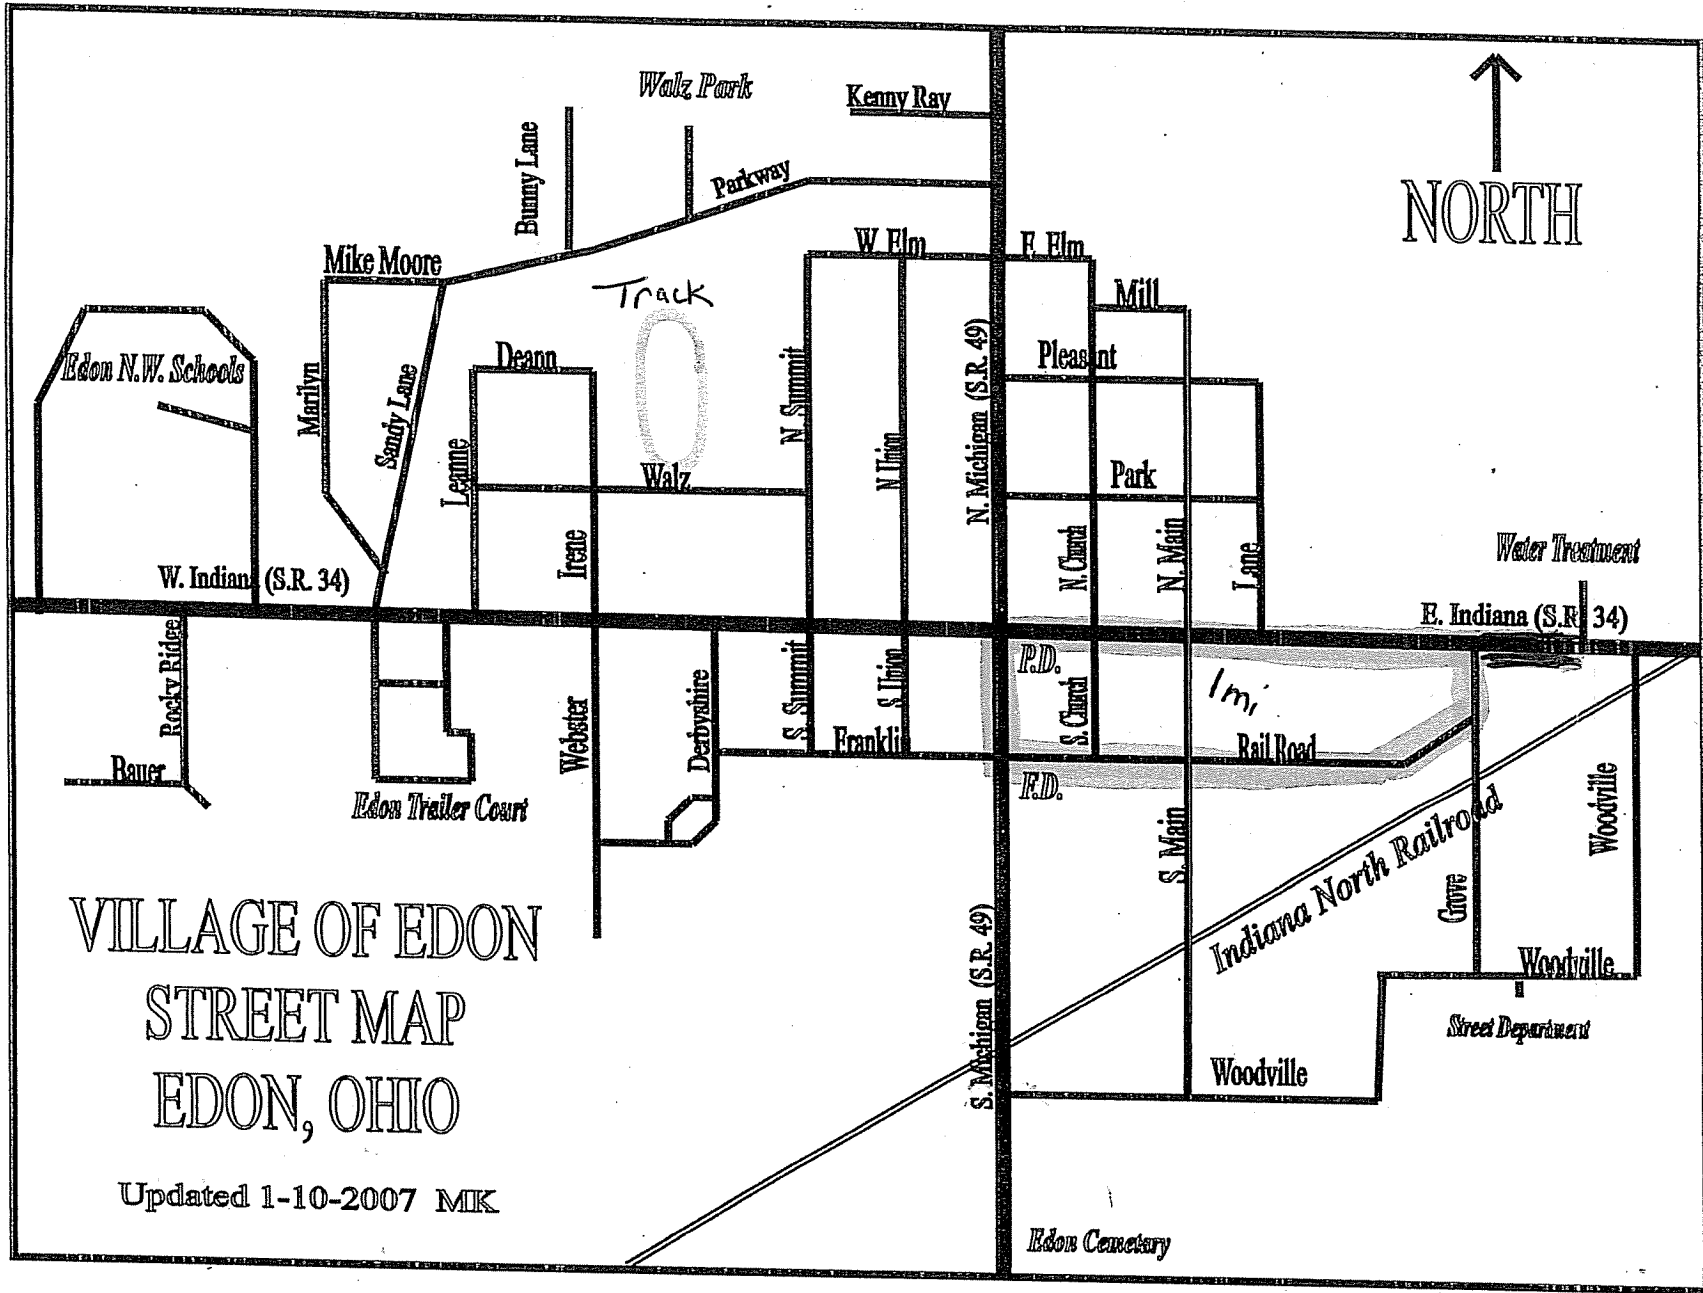 Walz Park
Kenny Ray
Bunny Lane
Parkway
NORTH
W. Elm
E. Elm
Mike Moore
Track
Mill
Edon N.W. Schools
Marilyn
Sandy Lane
Deann
N. Summit
N. Michigan (S.R. 49)
Pleasant
Leanne
Walz
N. Union
Park
Irene
N. Church
N. Main
Lane
Water Treatment
W. Indiana (S.R. 34)
E. Indiana (S.R. 34)
Rocky Ridge
Webster
Derbyshire
S. Summit
S. Union
P.D.
S. Church
1 mi
Franklin
Rail Road
Bauer
Edon Trailer Court
F.D.
S. Main
Indiana North Railroad
Grove
Woodville
VILLAGE OF EDON
STREET MAP
EDON, OHIO
Updated 1-10-2007 MK
S. Michigan (S.R. 49)
Woodville
Street Department
Woodville
Edon Cemetary